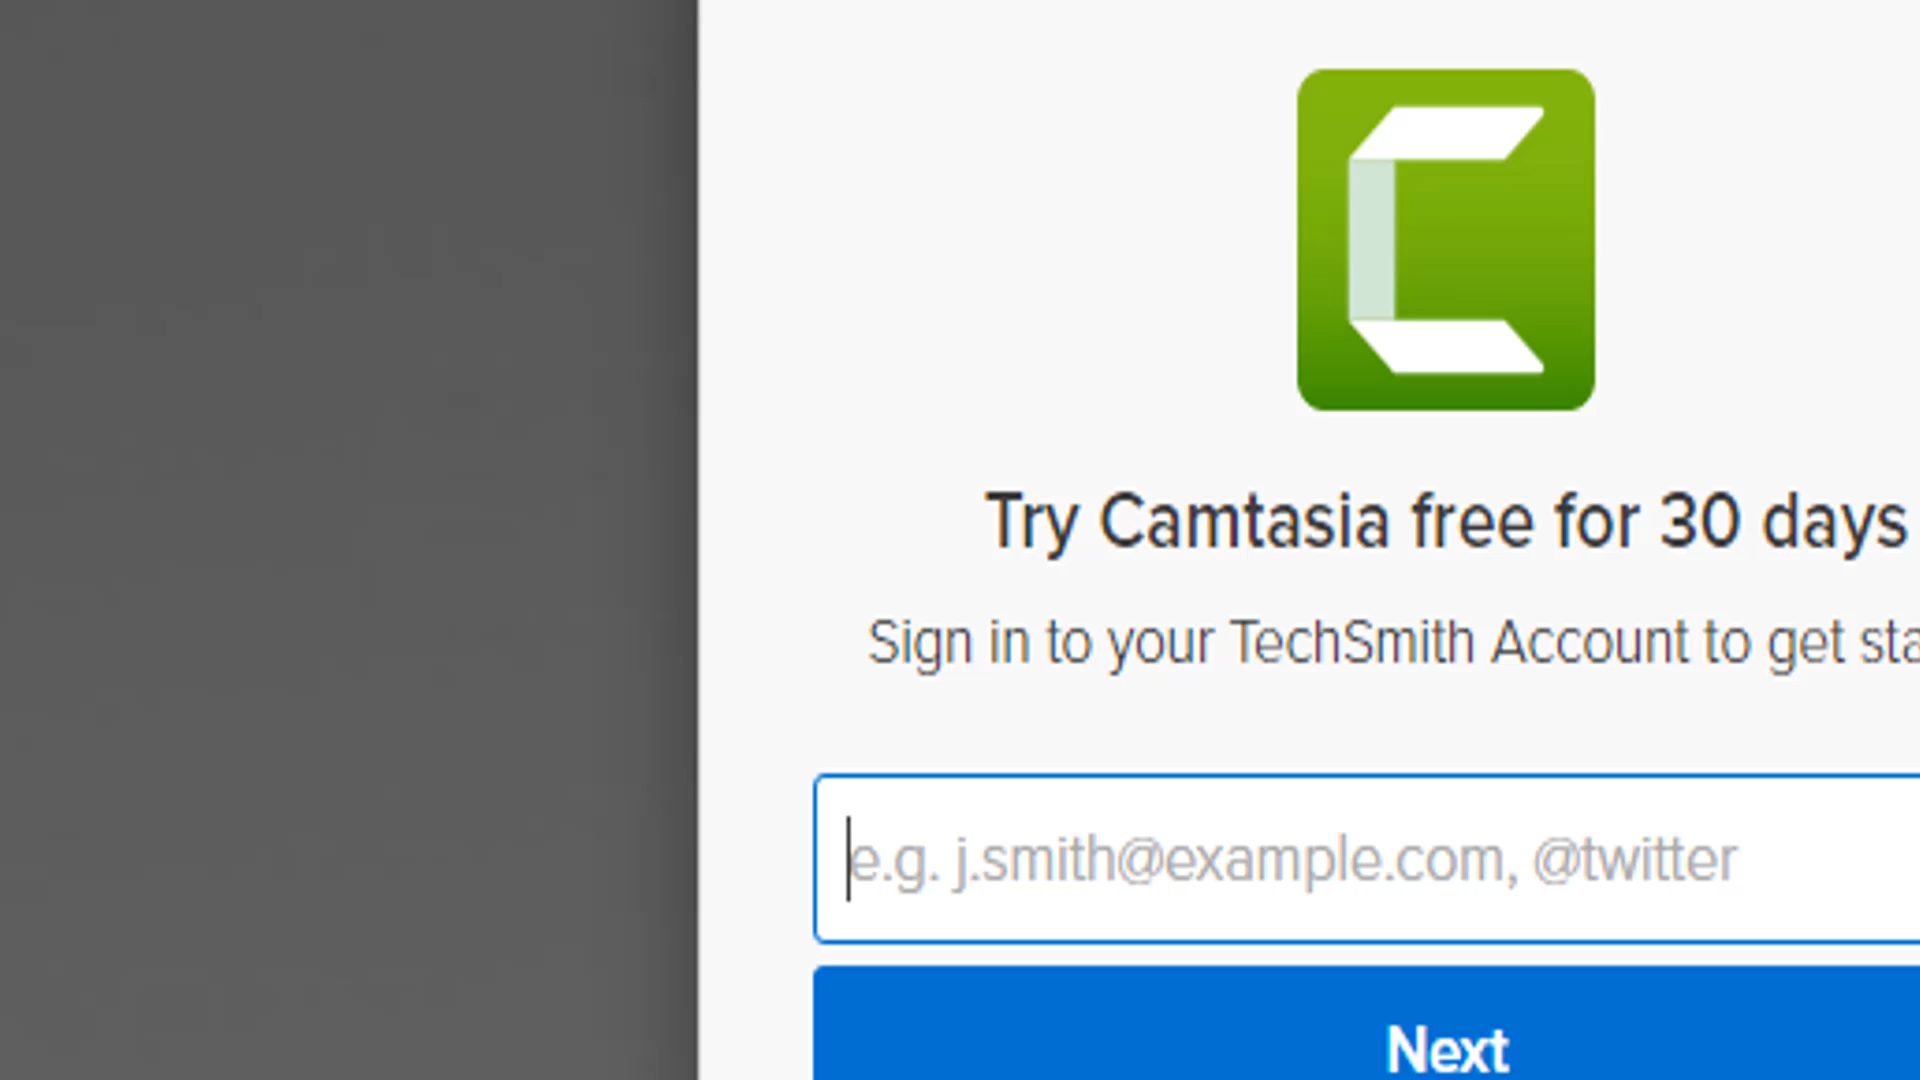 Try Camtasia free for 30 days
Sign in to your TechSmith Account to get sta
e.g. j.smith@example.com, @twitter
Next